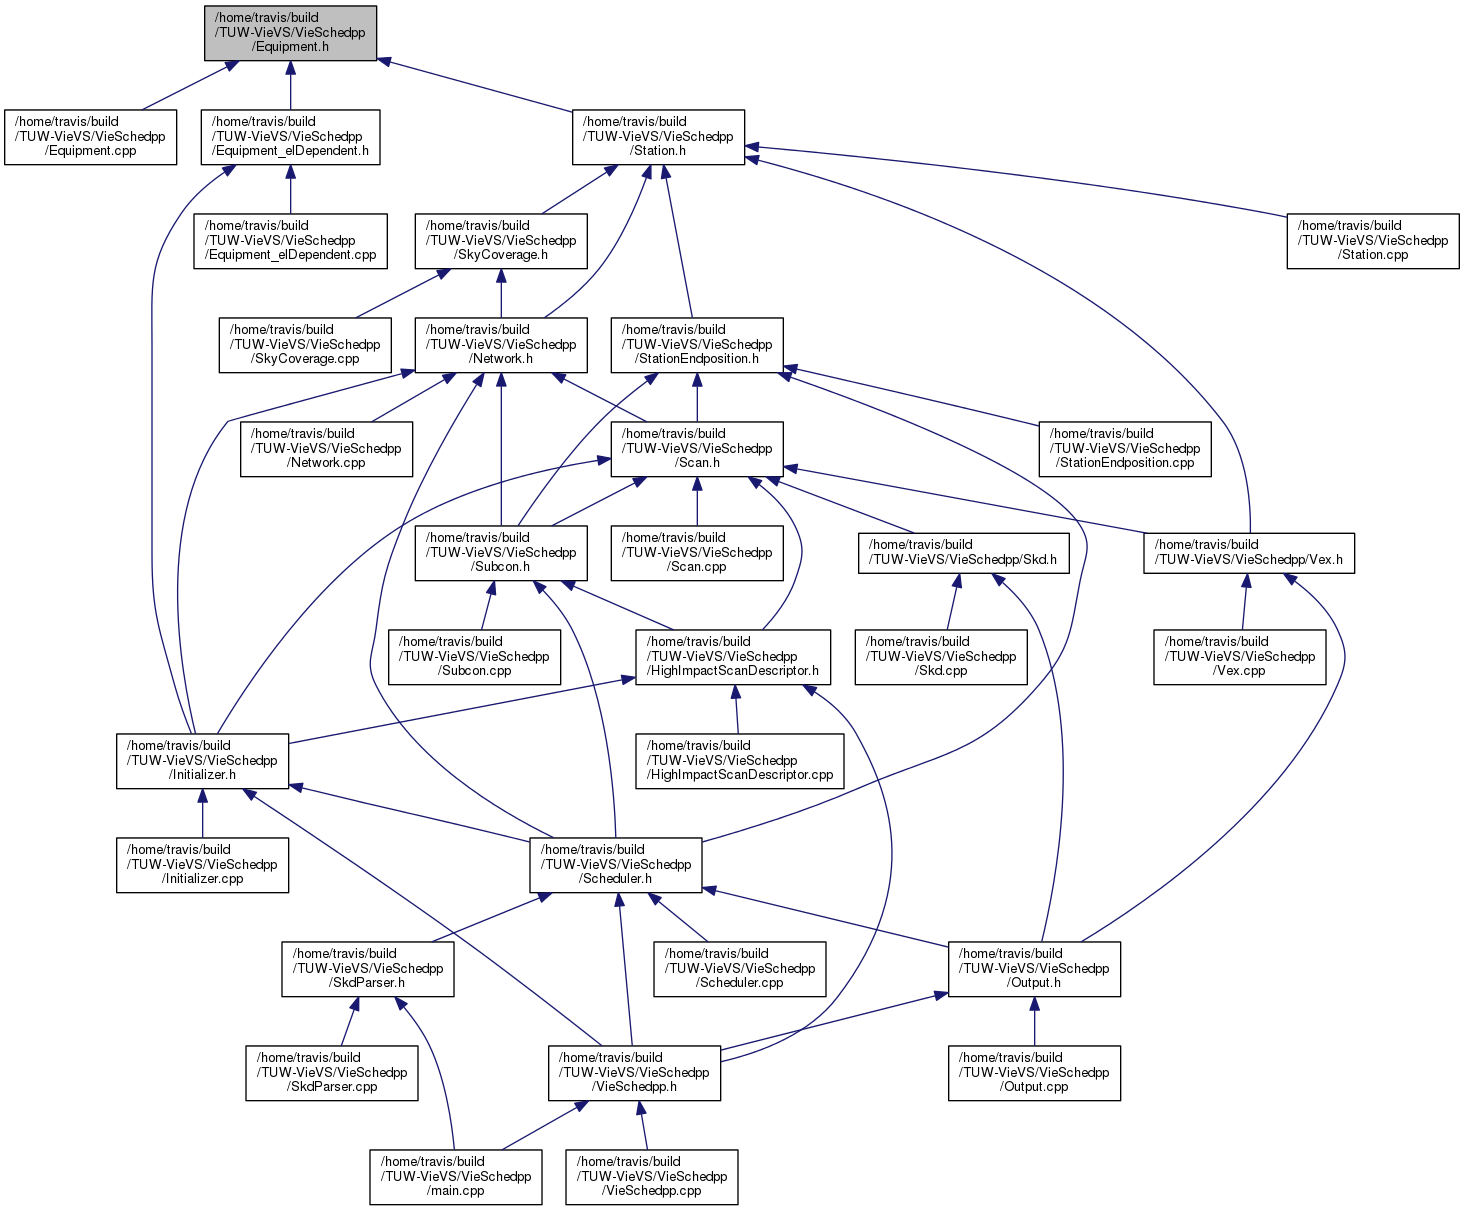 /home/travis/build
/TUW-VieVS/VieSchedpp
/Equipment.h
/home/travis/build
/TUW-VieVS/VieSchedpp
/Equipment.cpp
/home/travis/build
/TUW-VieVS/VieSchedpp
/Equipment_elDependent.h
/home/travis/build
/TUW-VieVS/VieSchedpp
/Station.h
/home/travis/build
/TUW-VieVS/VieSchedpp
/Equipment_elDependent.cpp
/home/travis/build
/TUW-VieVS/VieSchedpp
/SkyCoverage.h
/home/travis/build
/TUW-VieVS/VieSchedpp
/Station.cpp
/home/travis/build
/TUW-VieVS/VieSchedpp
/SkyCoverage.cpp
/home/travis/build
/TUW-VieVS/VieSchedpp
/Network.h
/home/travis/build
/TUW-VieVS/VieSchedpp
/StationEndposition.h
/home/travis/build
/TUW-VieVS/VieSchedpp
/Network.cpp
/home/travis/build
/TUW-VieVS/VieSchedpp
/Scan.h
/home/travis/build
/TUW-VieVS/VieSchedpp
/StationEndposition.cpp
/home/travis/build
/TUW-VieVS/VieSchedpp
/Subcon.h
/home/travis/build
/TUW-VieVS/VieSchedpp
/Scan.cpp
/home/travis/build
/TUW-VieVS/VieSchedpp/Skd.h
/home/travis/build
/TUW-VieVS/VieSchedpp/Vex.h
/home/travis/build
/TUW-VieVS/VieSchedpp
/Subcon.cpp
/home/travis/build
/TUW-VieVS/VieSchedpp
/HighImpactScanDescriptor.h
/home/travis/build
/TUW-VieVS/VieSchedpp
/Skd.cpp
/home/travis/build
/TUW-VieVS/VieSchedpp
/Vex.cpp
/home/travis/build
/TUW-VieVS/VieSchedpp
/Initializer.h
/home/travis/build
/TUW-VieVS/VieSchedpp
/HighImpactScanDescriptor.cpp
/home/travis/build
/TUW-VieVS/VieSchedpp
/Initializer.cpp
/home/travis/build
/TUW-VieVS/VieSchedpp
/Scheduler.h
/home/travis/build
/TUW-VieVS/VieSchedpp
/SkdParser.h
/home/travis/build
/TUW-VieVS/VieSchedpp
/Scheduler.cpp
/home/travis/build
/TUW-VieVS/VieSchedpp
/Output.h
/home/travis/build
/TUW-VieVS/VieSchedpp
/SkdParser.cpp
/home/travis/build
/TUW-VieVS/VieSchedpp
/VieSchedpp.h
/home/travis/build
/TUW-VieVS/VieSchedpp
/Output.cpp
/home/travis/build
/TUW-VieVS/VieSchedpp
/main.cpp
/home/travis/build
/TUW-VieVS/VieSchedpp
/VieSchedpp.cpp